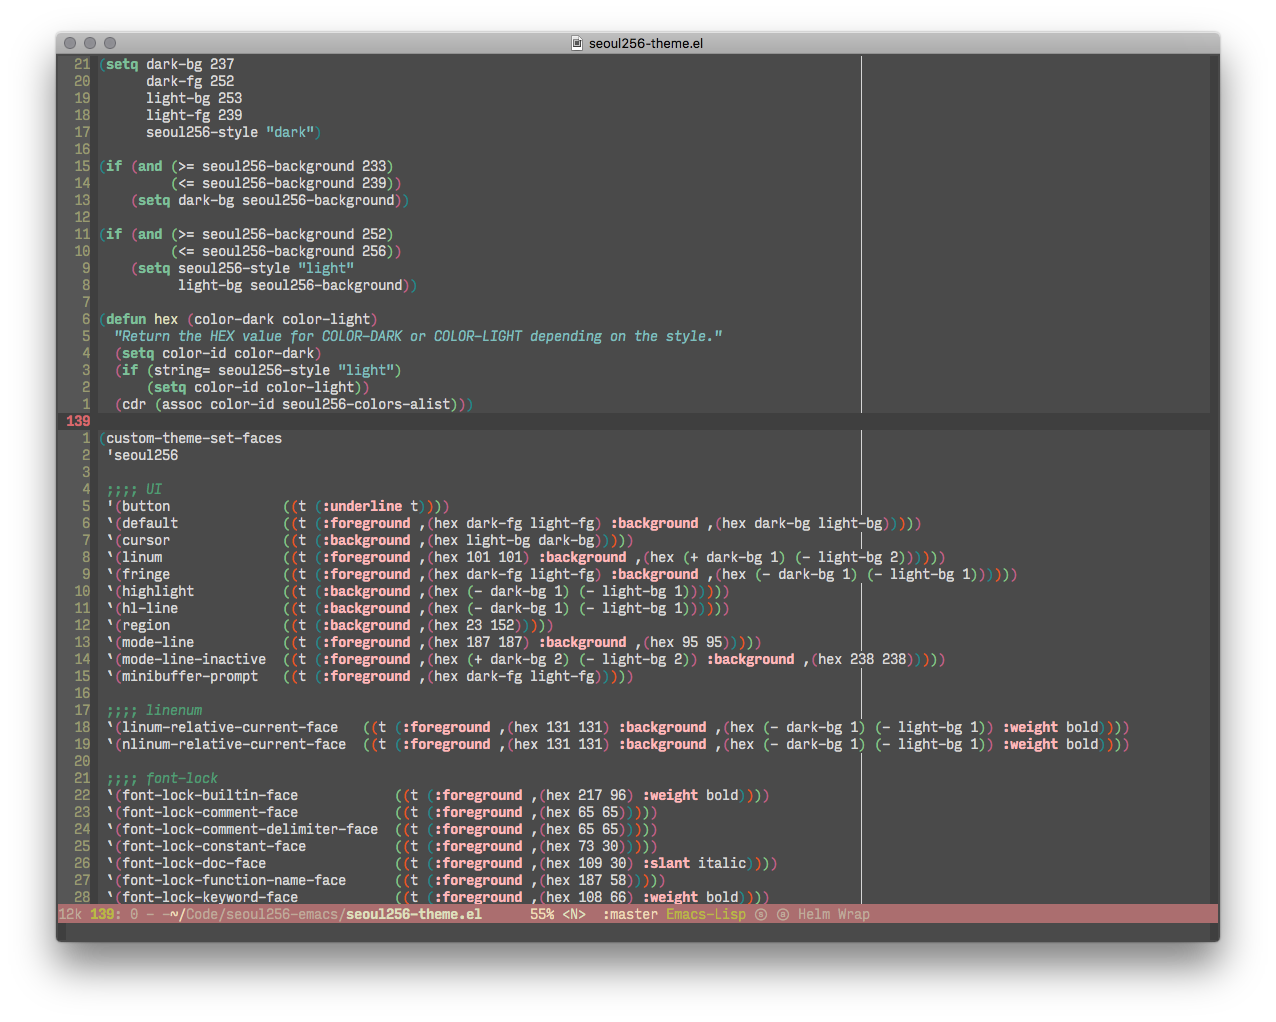 seoul256-theme.el
21 (setq dark-bg 237
20 dark-fg 252
19 light-bg 253
18 light-fg 239
17 seoul256-style "dark")
16
15 (if (and (>= seoul256-background 233)
14 (<= seoul256-background 239))
13 (setq dark-bg seoul256-background))
12
11 (if (and (>= seoul256-background 252)
10 (<= seoul256-background 256))
9 (setq seoul256-style "light"
8 light-bg seoul256-background))
7
6 (defun hex (color-dark color-light)
5 "Return the HEX value for COLOR-DARK or COLOR-LIGHT depending on the style."
4 (setq color-id color-dark)
3 (if (string= seoul256-style "light")
2 (setq color-id color-light))
1 (cdr (assoc color-id seoul256-colors-alist)))
139
1 (custom-theme-set-faces
2 'seoul256
3
4 ;;;; UI
5 '(button ((t (:underline t))))
6 `(default ((t (:foreground ,(hex dark-fg light-fg) :background ,(hex dark-bg light-bg)))))
7 `(cursor ((t (:background ,(hex light-bg dark-bg)))))
8 `(linum ((t (:foreground ,(hex 101 101) :background ,(hex (+ dark-bg 1) (- light-bg 2))))))
9 `(fringe ((t (:foreground ,(hex dark-fg light-fg) :background ,(hex (- dark-bg 1) (- light-bg 1))))))
10 `(highlight ((t (:background ,(hex (- dark-bg 1) (- light-bg 1))))))
11 `(hl-line ((t (:background ,(hex (- dark-bg 1) (- light-bg 1))))))
12 `(region ((t (:background ,(hex 23 152)))))
13 `(mode-line ((t (:foreground ,(hex 187 187) :background ,(hex 95 95)))))
14 `(mode-line-inactive ((t (:foreground ,(hex (+ dark-bg 2) (- light-bg 2)) :background ,(hex 238 238)))))
15 `(minibuffer-prompt ((t (:foreground ,(hex dark-fg light-fg)))))
16
17 ;;;; linenum
18 `(linum-relative-current-face ((t (:foreground ,(hex 131 131) :background ,(hex (- dark-bg 1) (- light-bg 1)) :weight bold))))
19 `(nlinum-relative-current-face ((t (:foreground ,(hex 131 131) :background ,(hex (- dark-bg 1) (- light-bg 1)) :weight bold))))
20
21 ;;;; font-lock
22 `(font-lock-builtin-face ((t (:foreground ,(hex 217 96) :weight bold))))
23 `(font-lock-comment-face ((t (:foreground ,(hex 65 65)))))
24 `(font-lock-comment-delimiter-face ((t (:foreground ,(hex 65 65)))))
25 `(font-lock-constant-face ((t (:foreground ,(hex 73 30)))))
26 `(font-lock-doc-face ((t (:foreground ,(hex 109 30) :slant italic))))
27 `(font-lock-function-name-face ((t (:foreground ,(hex 187 58)))))
28 `(font-lock-keyword-face ((t (:foreground ,(hex 108 66) :weight bold))))
12k 139: 0 - -~/Code/seoul256-emacs/seoul256-theme.el 55% <N> :master Emacs-Lisp ⓢ ⓐ Helm Wrap